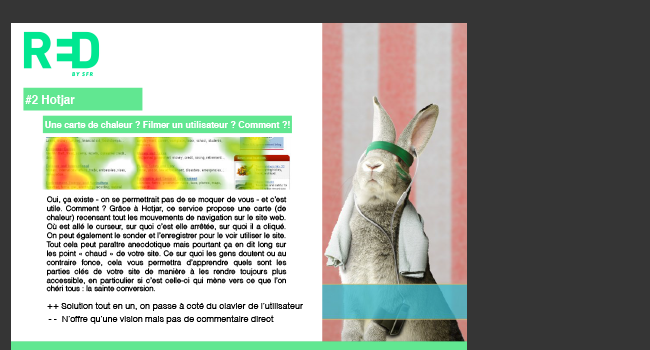 RED
BY SFR
#2 Hotjar
Une carte de chaleur ? Filmer un utilisateur ? Comment ?!
Oui, ça existe - on se permettrait pas de se moquer de vous - et c'est
utile. Comment ? Grâce à Hotjar, ce service propose une carte (de
chaleur) recensant tout les mouvements de navigation sur le site web.
Où est allé le curseur, sur quoi c'est elle arrêtée, sur quoi il a cliqué.
On peut également le sonder et l'enregistrer pour le voir utiliser le site.
Tout cela peut paraître anecdotique mais pourtant ça en dit long sur
les point « chaud » de votre site. Ce sur quoi les gens doutent ou au
contraire fonce, cela vous permettra d'apprendre quels sont les
parties clés de votre site de manière à les rendre toujours plus
accessible, en particulier si c'est celle-ci qui mène vers ce que l'on
chéri tous : la sainte conversion.
++ Solution tout en un, on passe à coté du clavier de l'utilisateur
- - N'offre qu'une vision mais pas de commentaire direct